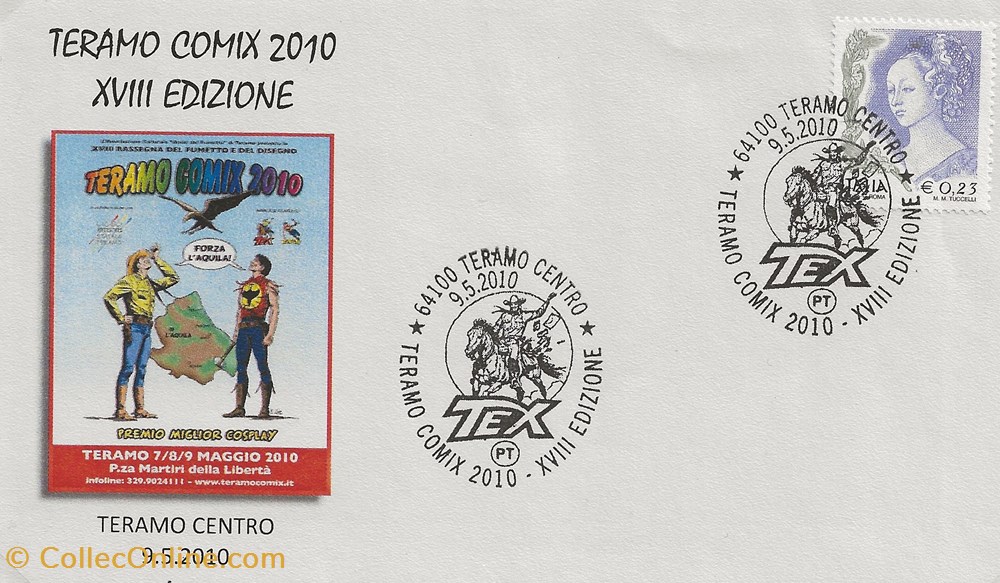 TERAMO COMIX 2010
XVIII EDIZIONE
XVIII RASSEGNA DEL FUMETTO E DEL DISEGNO
TERAMO COMIX 2010
FORZA
L'AQUILA!
L'AQUILA
PREMIO MIGLIOR COSPLAY
TERAMO 7/8/9 MAGGIO 2010
P.za Martiri della Libertà
infoline: 329.9024111 - www.teramocomix.it
TERAMO CENTRO
9.5.2010
© CollecOnline.com
★ 64100 TERAMO CENTRO ★
9.5.2010
TEX
PT
TERAMO COMIX 2010 - XVIII EDIZIONE
★ 64100 TERAMO CENTRO ★
9.5.2010
TEX
PT
TERAMO COMIX 2010 - XVIII EDIZIONE
ITALIA
ROMA
€ 0,23
M. M. TUCCELLI